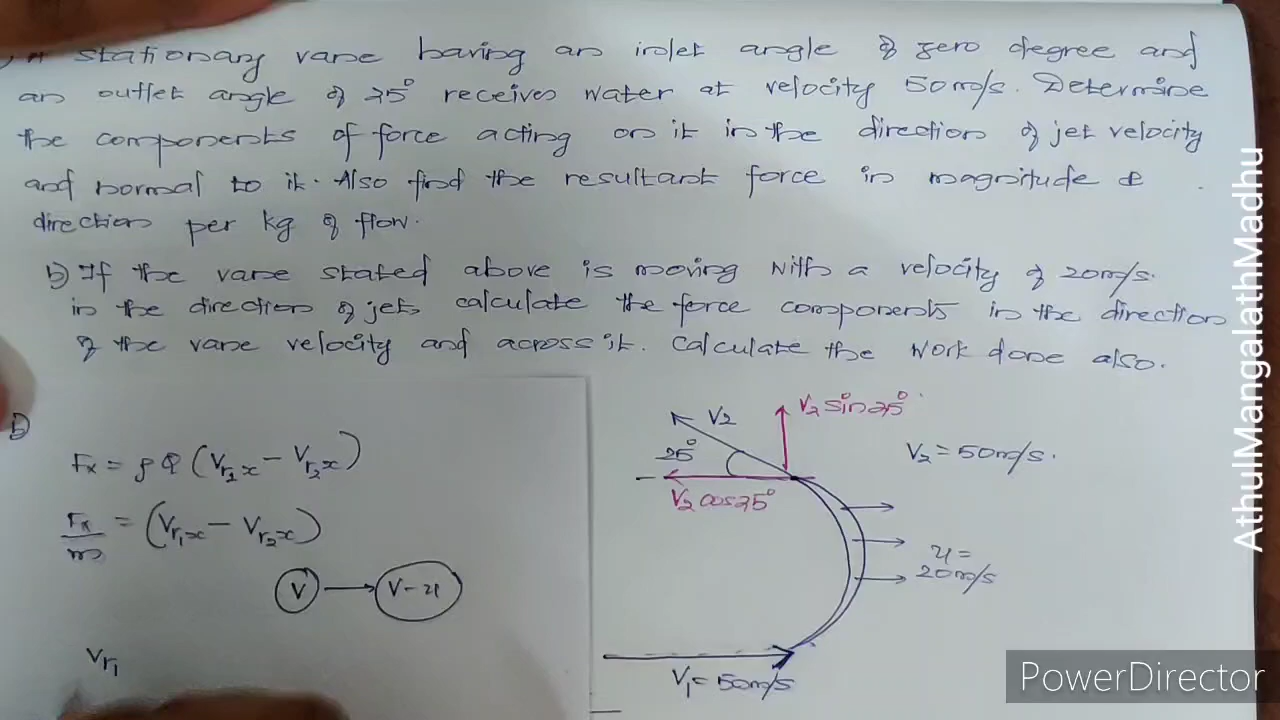 A stationary vane having an inlet angle of zero degree and
an outlet angle of 25° receives water at velocity 50m/s. Determine
the components of force acting on it in the direction of jet velocity
and normal to it. Also find the resultant force in magnitude &
direction per kg of flow.
b) If the vane stated above is moving with a velocity of 20m/s.
in the direction of jet, calculate the force components in the direction
of the vane velocity and across it. Calculate the work done also.
b)
Fx = ρQ (Vr2x − Vr2x)
Fx/m = (Vr1x − Vr2x)
V → V-u
Vr1
V2
V2 sin25°
25°
V2 cos25°
V2 = 50m/s.
u =
20m/s
V1 = 50m/s
AthulMangalathMadhu
PowerDirector